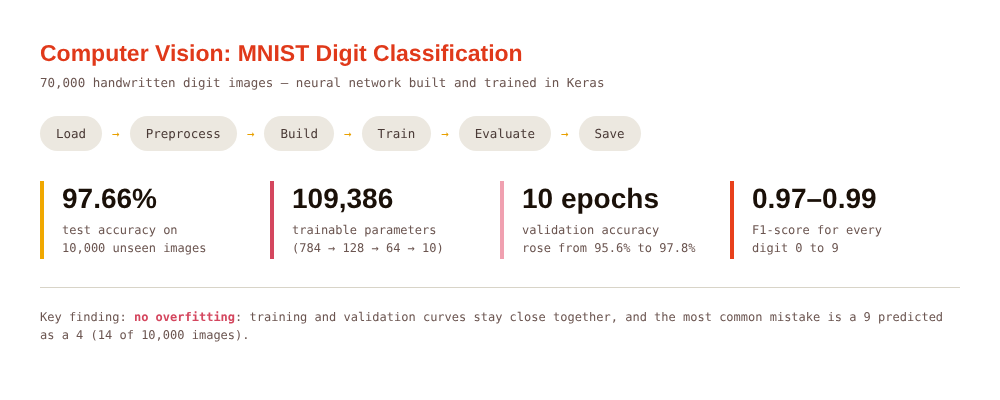 Computer Vision: MNIST Digit Classification
70,000 handwritten digit images — neural network built and trained in Keras
Load → Preprocess → Build → Train → Evaluate → Save
97.66%
test accuracy on
10,000 unseen images
109,386
trainable parameters
(784 → 128 → 64 → 10)
10 epochs
validation accuracy
rose from 95.6% to 97.8%
0.97–0.99
F1-score for every
digit 0 to 9
Key finding: no overfitting: training and validation curves stay close together, and the most common mistake is a 9 predicted
as a 4 (14 of 10,000 images).